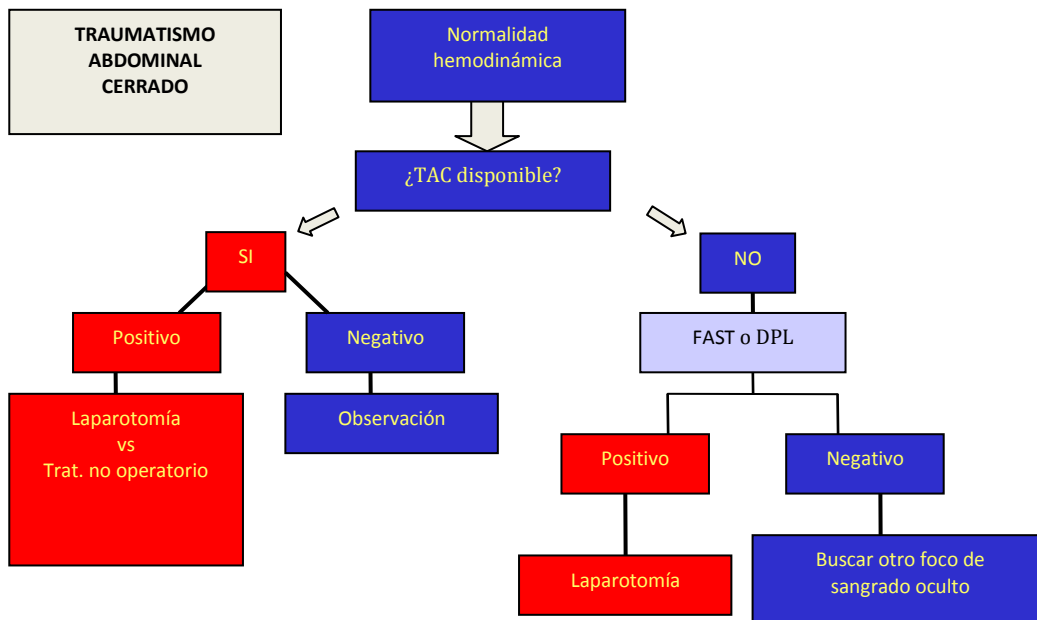 TRAUMATISMO
ABDOMINAL
CERRADO
Normalidad
hemodinámica
¿TAC disponible?
SI
NO
Positivo
Negativo
FAST o DPL
Laparotomía
vs
Trat. no operatorio
Observación
Positivo
Negativo
Laparotomía
Buscar otro foco de
sangrado oculto